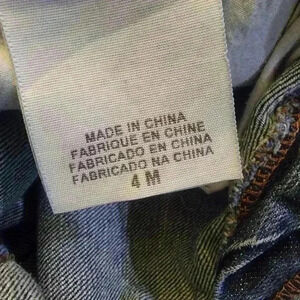 MADE IN CHINA
FABRIQUE EN CHINE
FABRICADO EN CHINA
FABRICADO NA CHINA
4 M